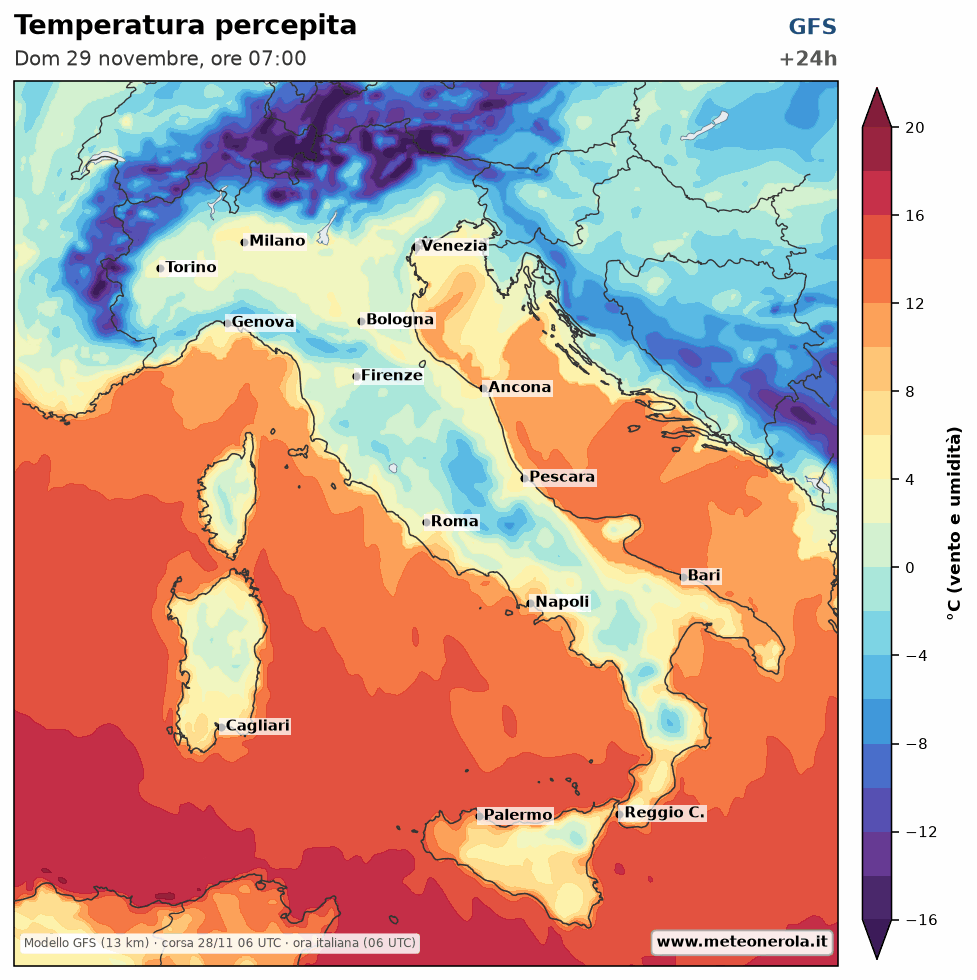 Temperatura percepita
GFS
Dom 29 novembre, ore 07:00
+24h
Milano
Venezia
Torino
Genova
Bologna
Firenze
Ancona
Pescara
Roma
Bari
Napoli
Cagliari
Palermo
Reggio C.
20
16
12
8
4
0
−4
−8
−12
−16
°C (vento e umidità)
Modello GFS (13 km) · corsa 28/11 06 UTC · ora italiana (06 UTC)
www.meteonerola.it